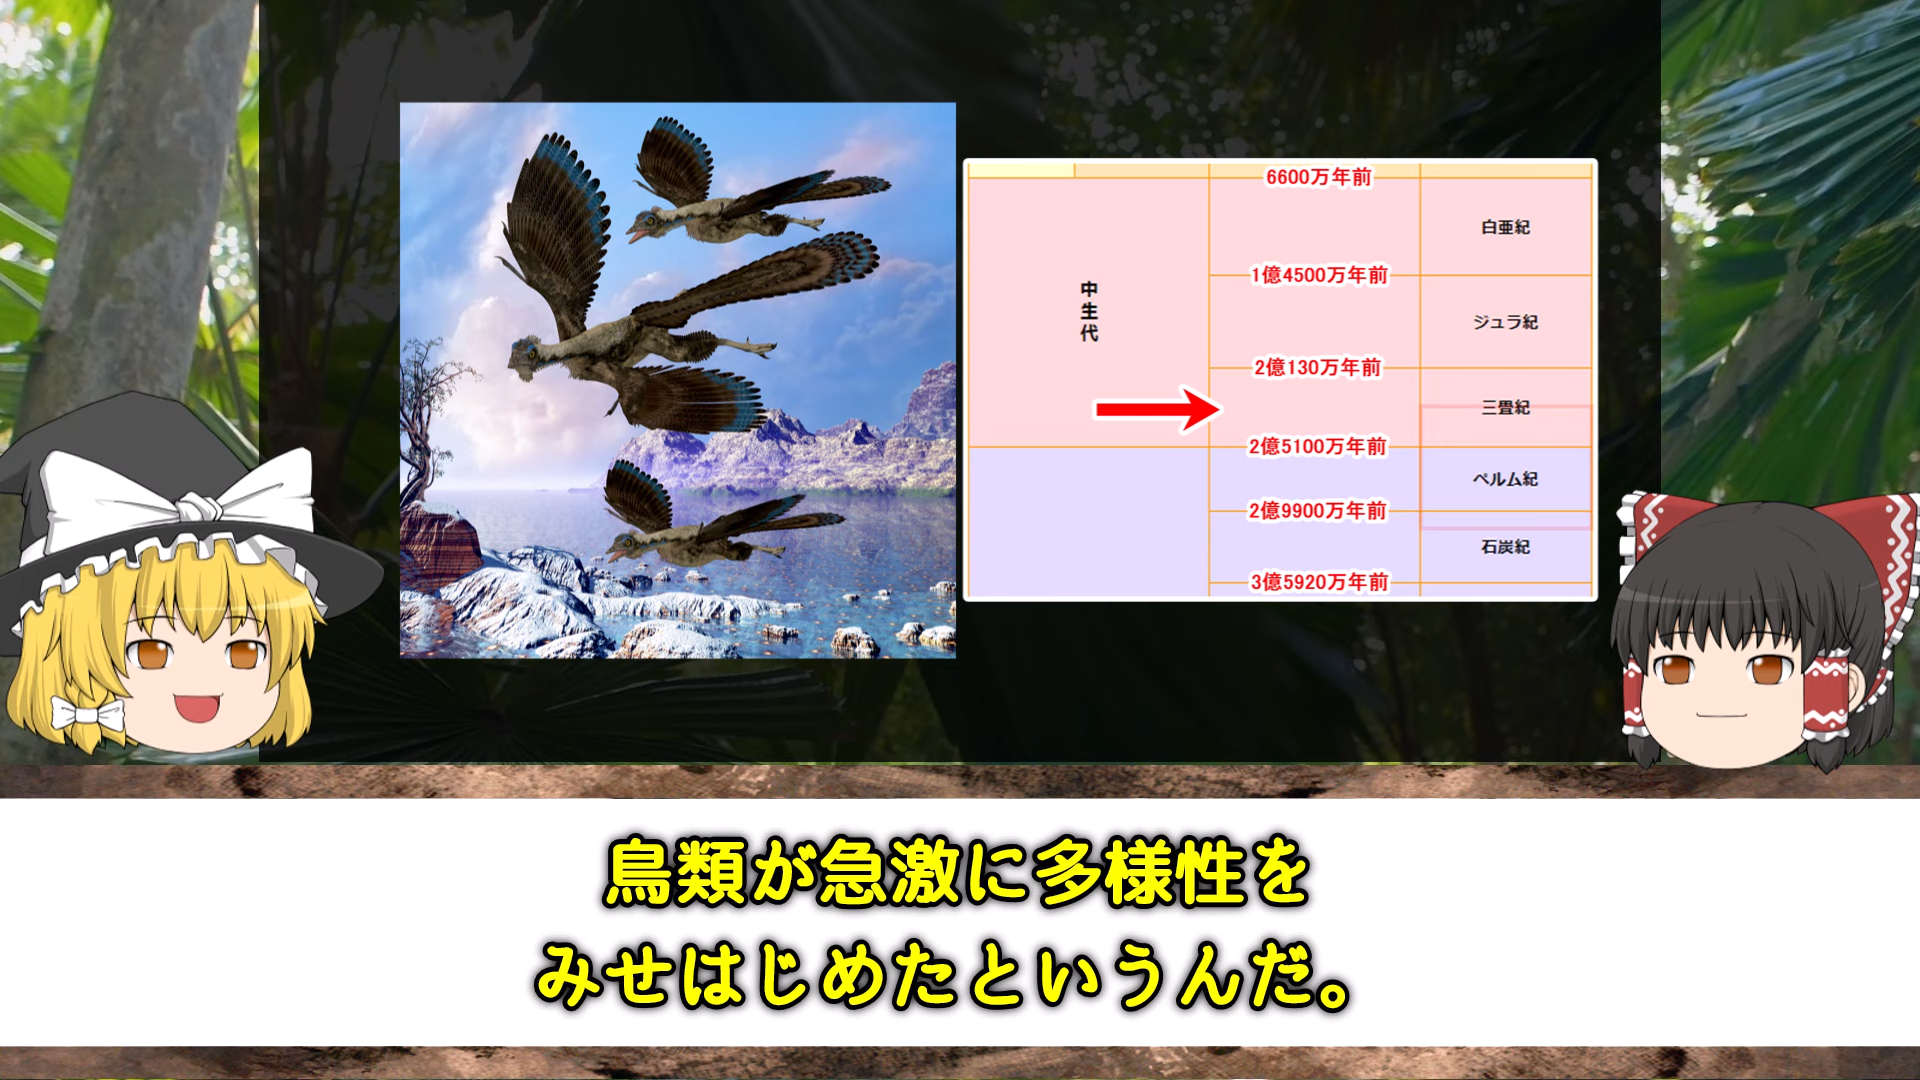 6600万年前
白亜紀
1億4500万年前
中生代
ジュラ紀
2億130万年前
三畳紀
2億5100万年前
ペルム紀
2億9900万年前
石炭紀
3億5920万年前
鳥類が急激に多様性を
みせはじめたというんだ。